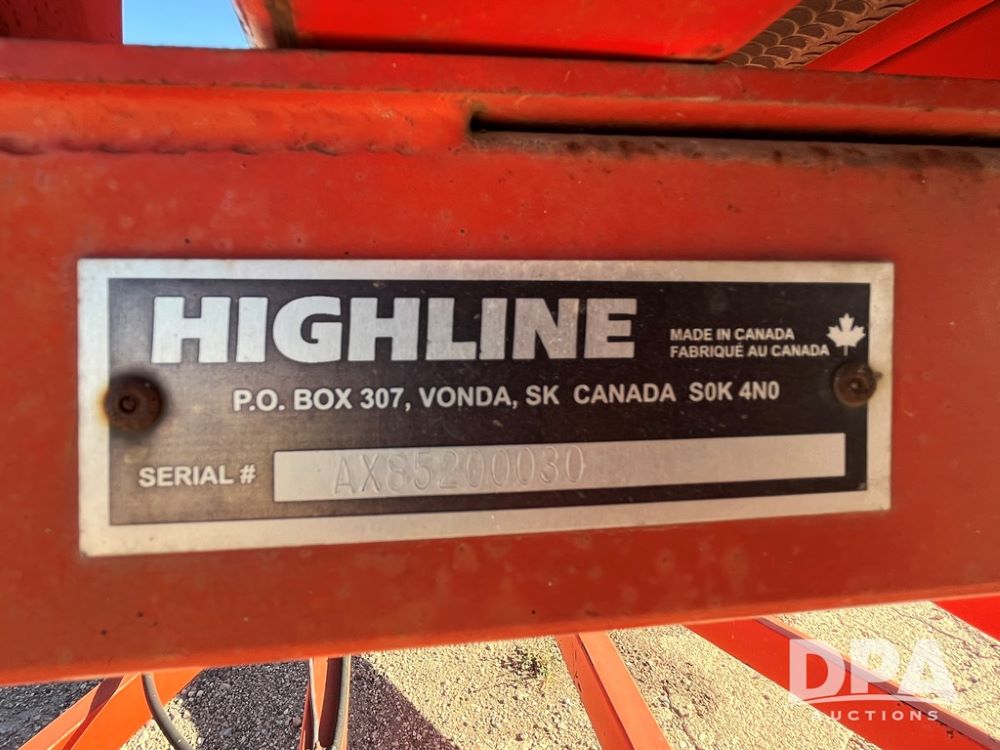 HIGHLINE
MADE IN CANADA
FABRIQUÉ AU CANADA
P.O. BOX 307, VONDA, SK CANADA S0K 4N0
SERIAL # AX85200030
DPA
AUCTIONS